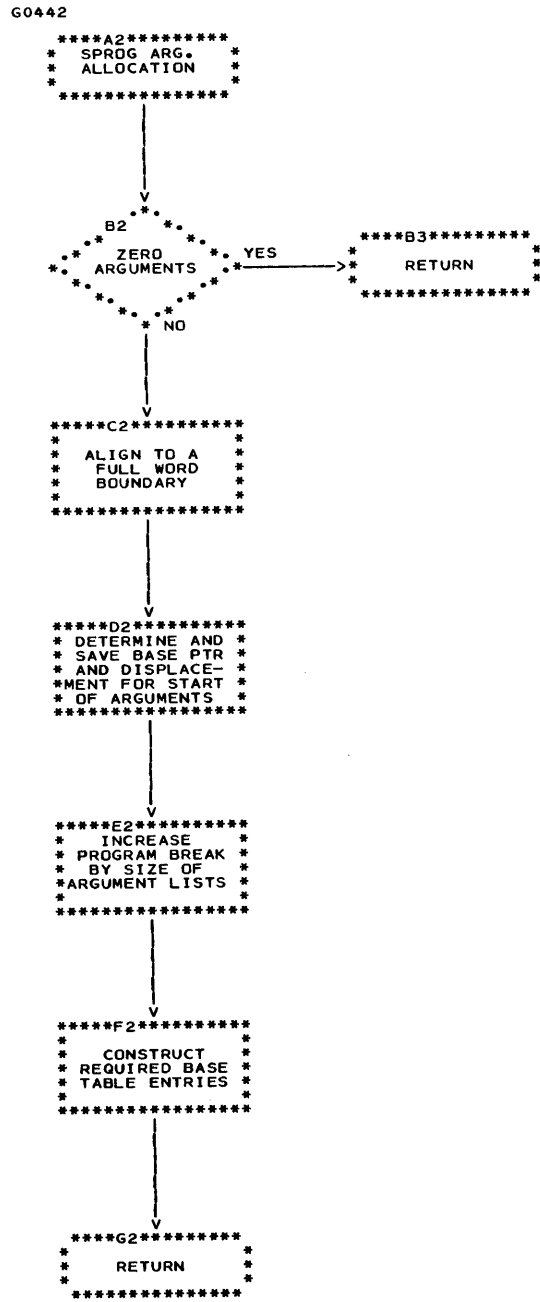 G0442
****A2*********
SPROG ARG.
ALLOCATION
B2
ZERO
ARGUMENTS
YES
NO
****B3*********
RETURN
*****C2**********
ALIGN TO A
FULL WORD
BOUNDARY
*****D2**********
DETERMINE AND
SAVE BASE PTR
AND DISPLACE-
MENT FOR START
OF ARGUMENTS
*****E2**********
INCREASE
PROGRAM BREAK
BY SIZE OF
ARGUMENT LISTS
*****F2**********
CONSTRUCT
REQUIRED BASE
TABLE ENTRIES
****G2*********
RETURN